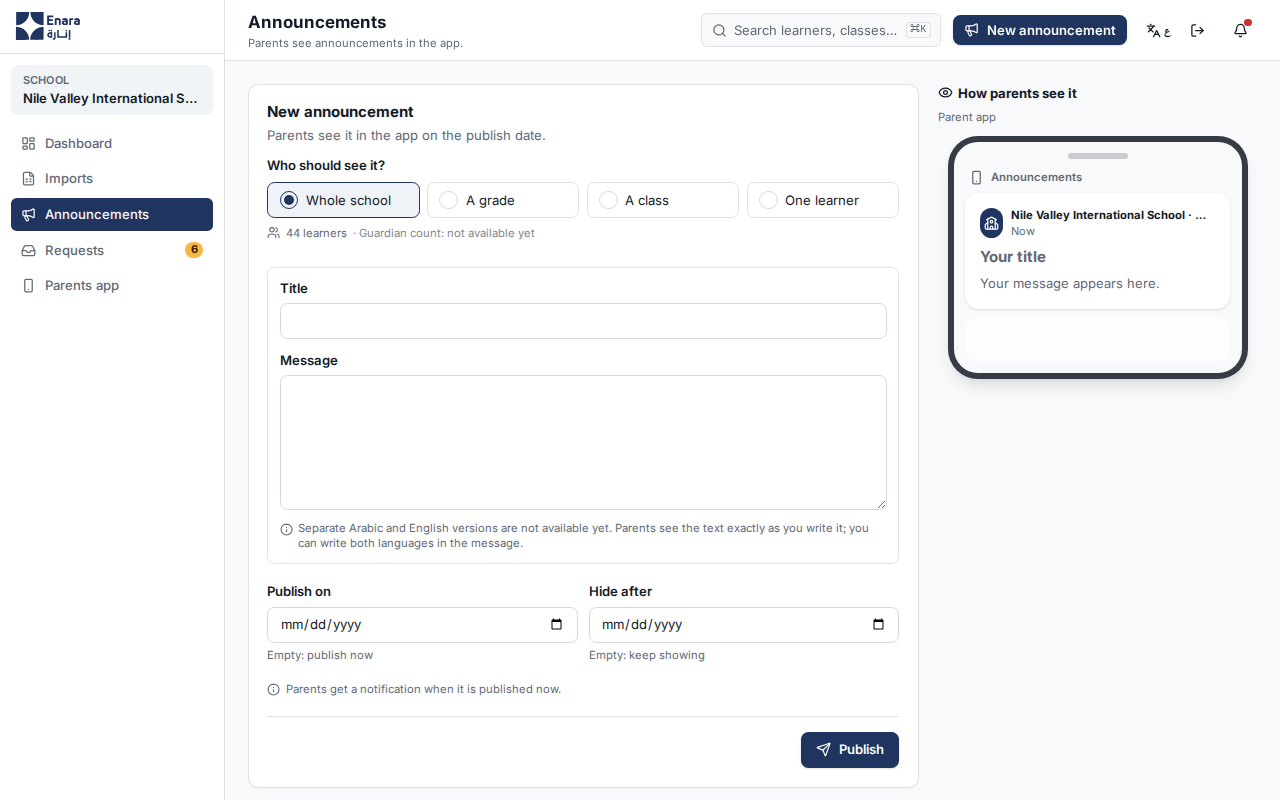 Enara
إنارة
SCHOOL
Nile Valley International S...
Dashboard
Imports
Announcements
Requests
6
Parents app
Announcements
Parents see announcements in the app.
Search learners, classes...
⌘K
New announcement
New announcement
Parents see it in the app on the publish date.
Who should see it?
Whole school
A grade
A class
One learner
44 learners · Guardian count: not available yet
Title
Message
Separate Arabic and English versions are not available yet. Parents see the text exactly as you write it; you
can write both languages in the message.
Publish on
Hide after
mm/dd/yyyy
mm/dd/yyyy
Empty: publish now
Empty: keep showing
Parents get a notification when it is published now.
Publish
How parents see it
Parent app
Announcements
Nile Valley International School · ...
Now
Your title
Your message appears here.